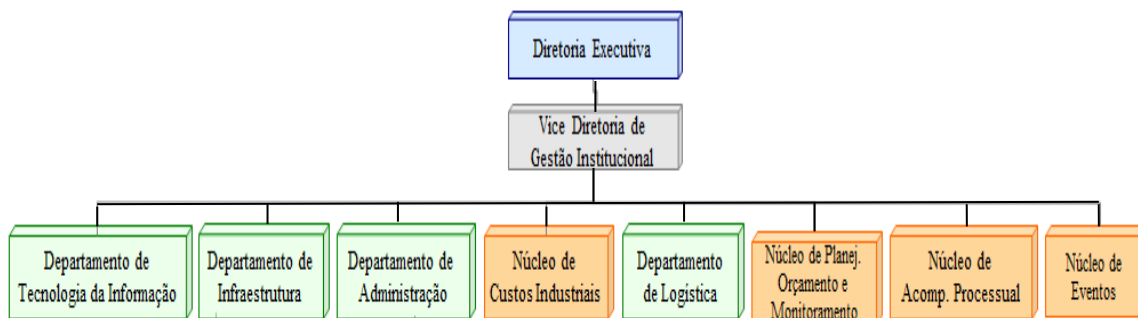 Diretoria Executiva
Vice Diretoria de
Gestão Institucional
Departamento de
Tecnologia da Informação
Departamento de
Infraestrutura
Departamento de
Administração
Núcleo de
Custos Industriais
Departamento
de Logística
Núcleo de Planej.
Orçamento e
Monitoramento
Núcleo de
Acomp. Processual
Núcleo de
Eventos